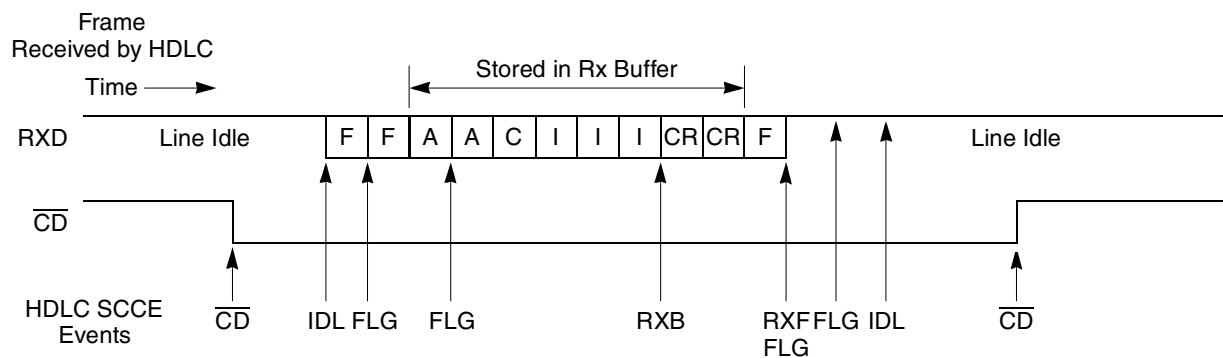 Frame
Received by HDLC
Time
Stored in Rx Buffer
RXD Line Idle F F A A C I I I CR CR F Line Idle
CD
HDLC SCCE
Events
CD IDL FLG FLG RXB RXF FLG IDL CD
FLG